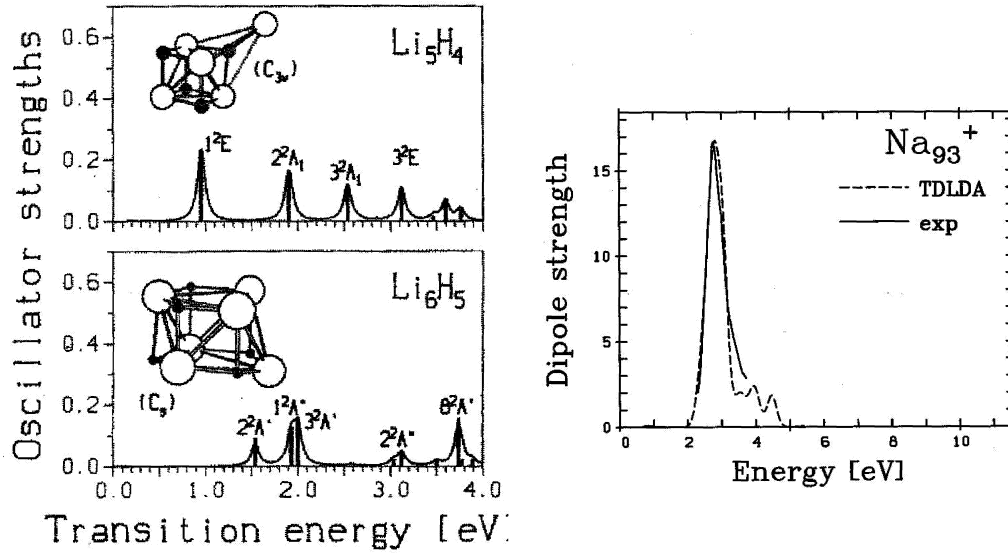 Oscillator strengths
0.6
0.4
0.2
0.0
Li₅H₄
(C₃ᵥ)
1²E
2²A₁
3²A₁
3²E
0.6
0.4
0.2
0.0
Li₆H₅
(Cₛ)
2²A'
1²A"
3²A'
2²A"
8²A'
0.0 1.0 2.0 3.0 4.0
Transition energy [eV]
Dipole strength
15
10
5
0
Na₉₃⁺
TDLDA
exp
0 2 4 6 8 10
Energy [eV]